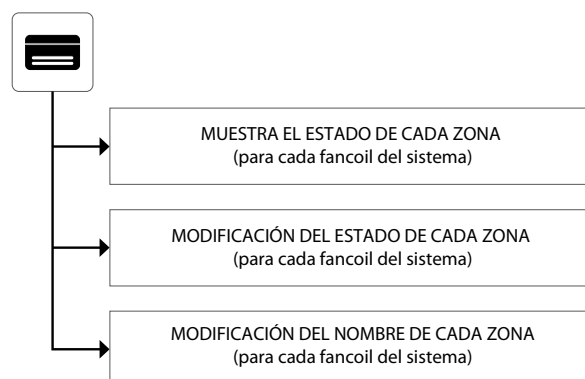 MUESTRA EL ESTADO DE CADA ZONA
(para cada fancoil del sistema)
MODIFICACIÓN DEL ESTADO DE CADA ZONA
(para cada fancoil del sistema)
MODIFICACIÓN DEL NOMBRE DE CADA ZONA
(para cada fancoil del sistema)